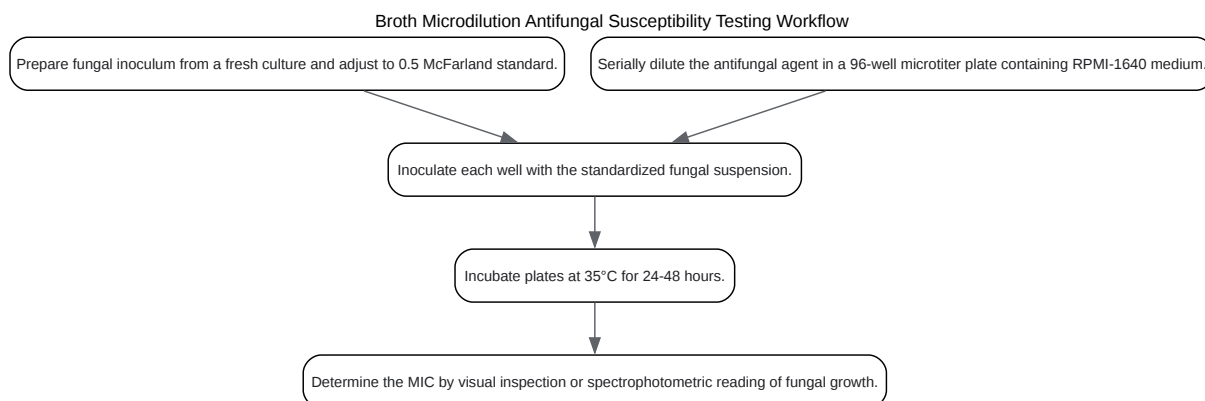 Broth Microdilution Antifungal Susceptibility Testing Workflow
Prepare fungal inoculum from a fresh culture and adjust to 0.5 McFarland standard.
Serially dilute the antifungal agent in a 96-well microtiter plate containing RPMI-1640 medium.
Inoculate each well with the standardized fungal suspension.
Incubate plates at 35°C for 24-48 hours.
Determine the MIC by visual inspection or spectrophotometric reading of fungal growth.